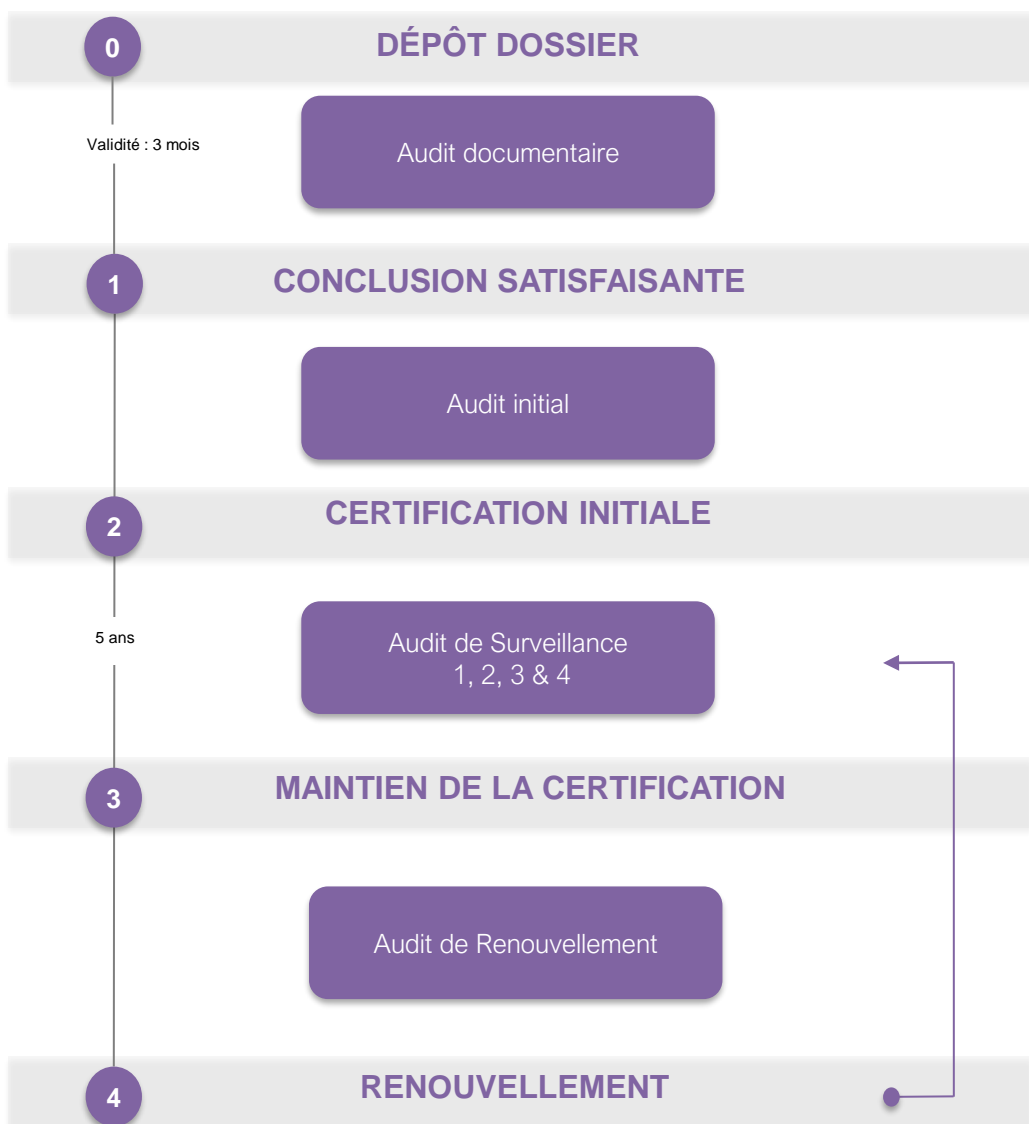 0
DÉPÔT DOSSIER
Validité : 3 mois
Audit documentaire
1
CONCLUSION SATISFAISANTE
Audit initial
2
CERTIFICATION INITIALE
5 ans
Audit de Surveillance
1, 2, 3 & 4
3
MAINTIEN DE LA CERTIFICATION
Audit de Renouvellement
4
RENOUVELLEMENT